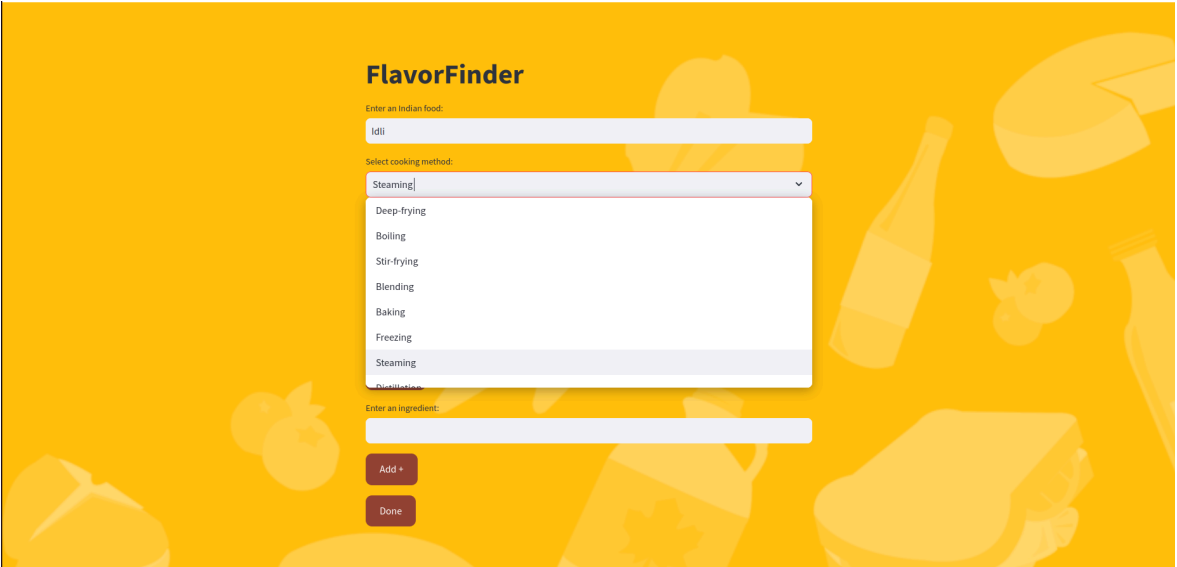 FlavorFinder
Enter an Indian food:
Idli
Select cooking method:
Steaming
Deep-frying
Boiling
Stir-frying
Blending
Baking
Freezing
Steaming
Distillation
Enter an ingredient:
Add +
Done